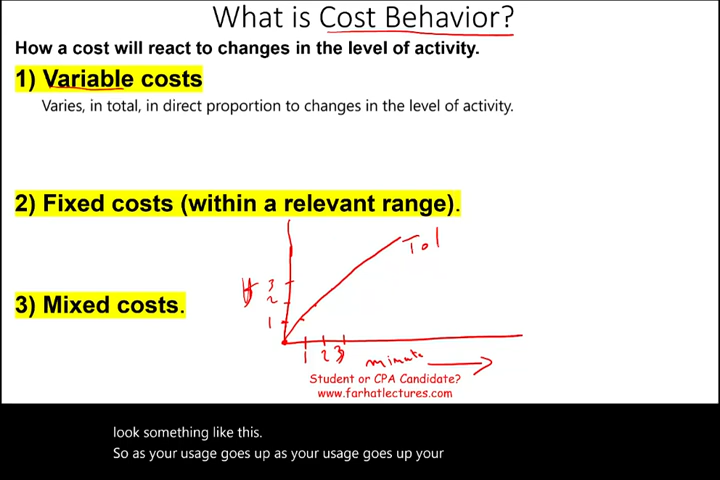 What is Cost Behavior?
How a cost will react to changes in the level of activity.
1) Variable costs
Varies, in total, in direct proportion to changes in the level of activity.
2) Fixed costs (within a relevant range).
Tol
3
2
1
3) Mixed costs.
1 2 3
minute
Student or CPA Candidate?
www.farhatlectures.com
look something like this.
So as your usage goes up as your usage goes up your